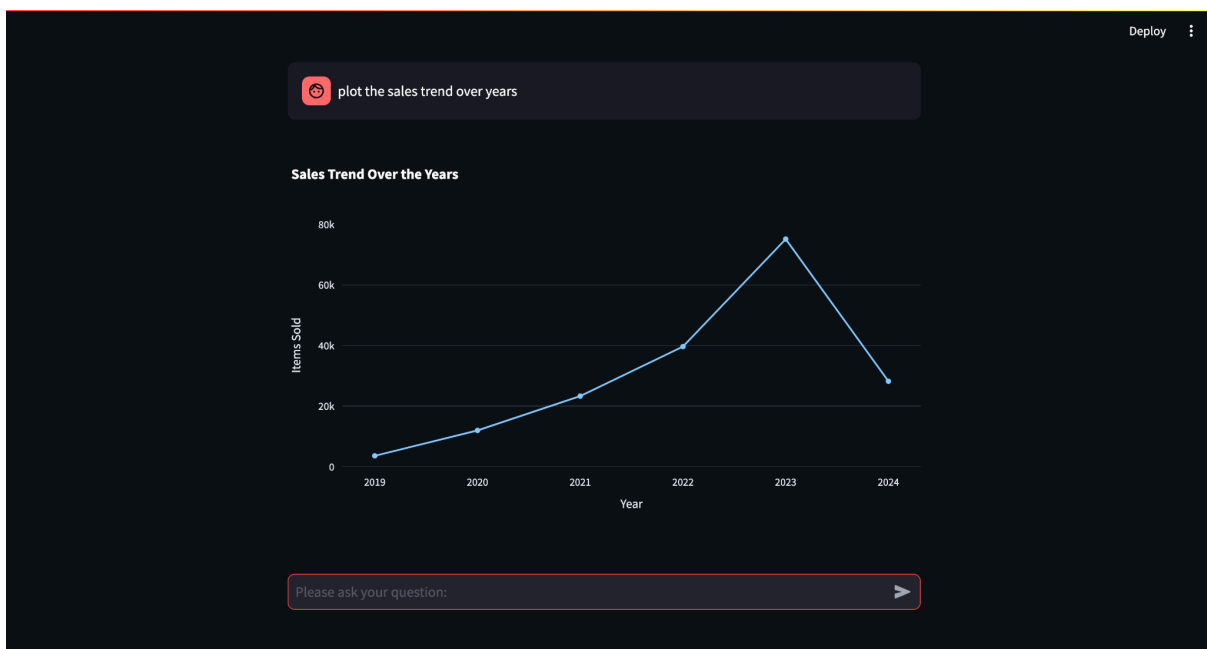 Deploy
plot the sales trend over years
Sales Trend Over the Years
80k
60k
40k
20k
0
Items Sold
2019 2020 2021 2022 2023 2024
Year
Please ask your question: